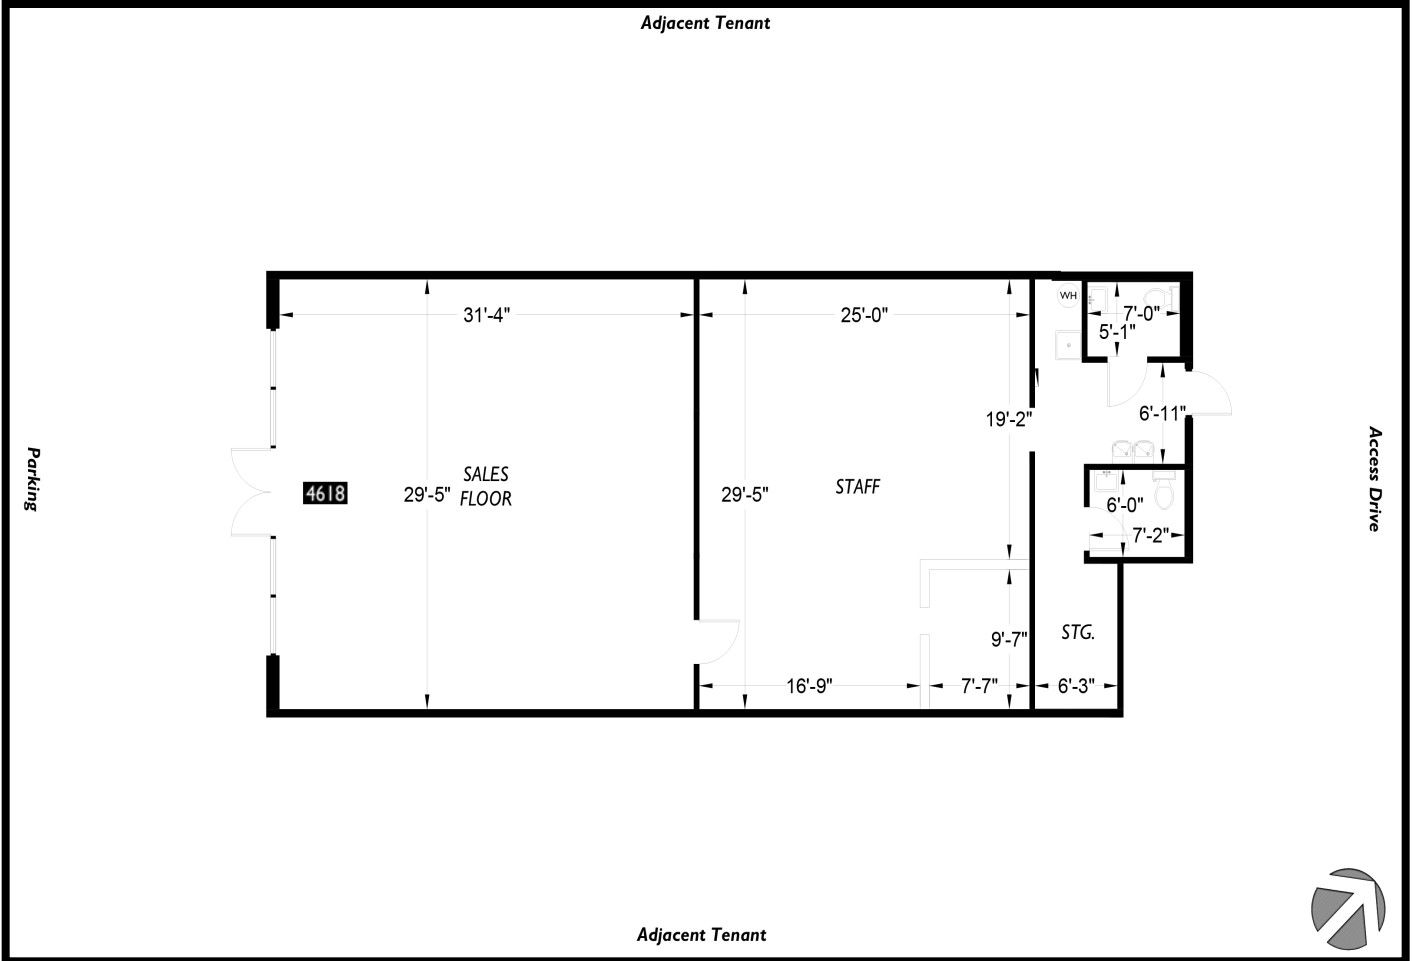 Adjacent Tenant
WH
31'-4"
25'-0"
7'-0"
5'-1"
19'-2"
6'-11"
Parking
Access Drive
4618
29'-5"
SALES
FLOOR
29'-5"
STAFF
6'-0"
7'-2"
9'-7"
STG.
16'-9"
7'-7"
6'-3"
Adjacent Tenant